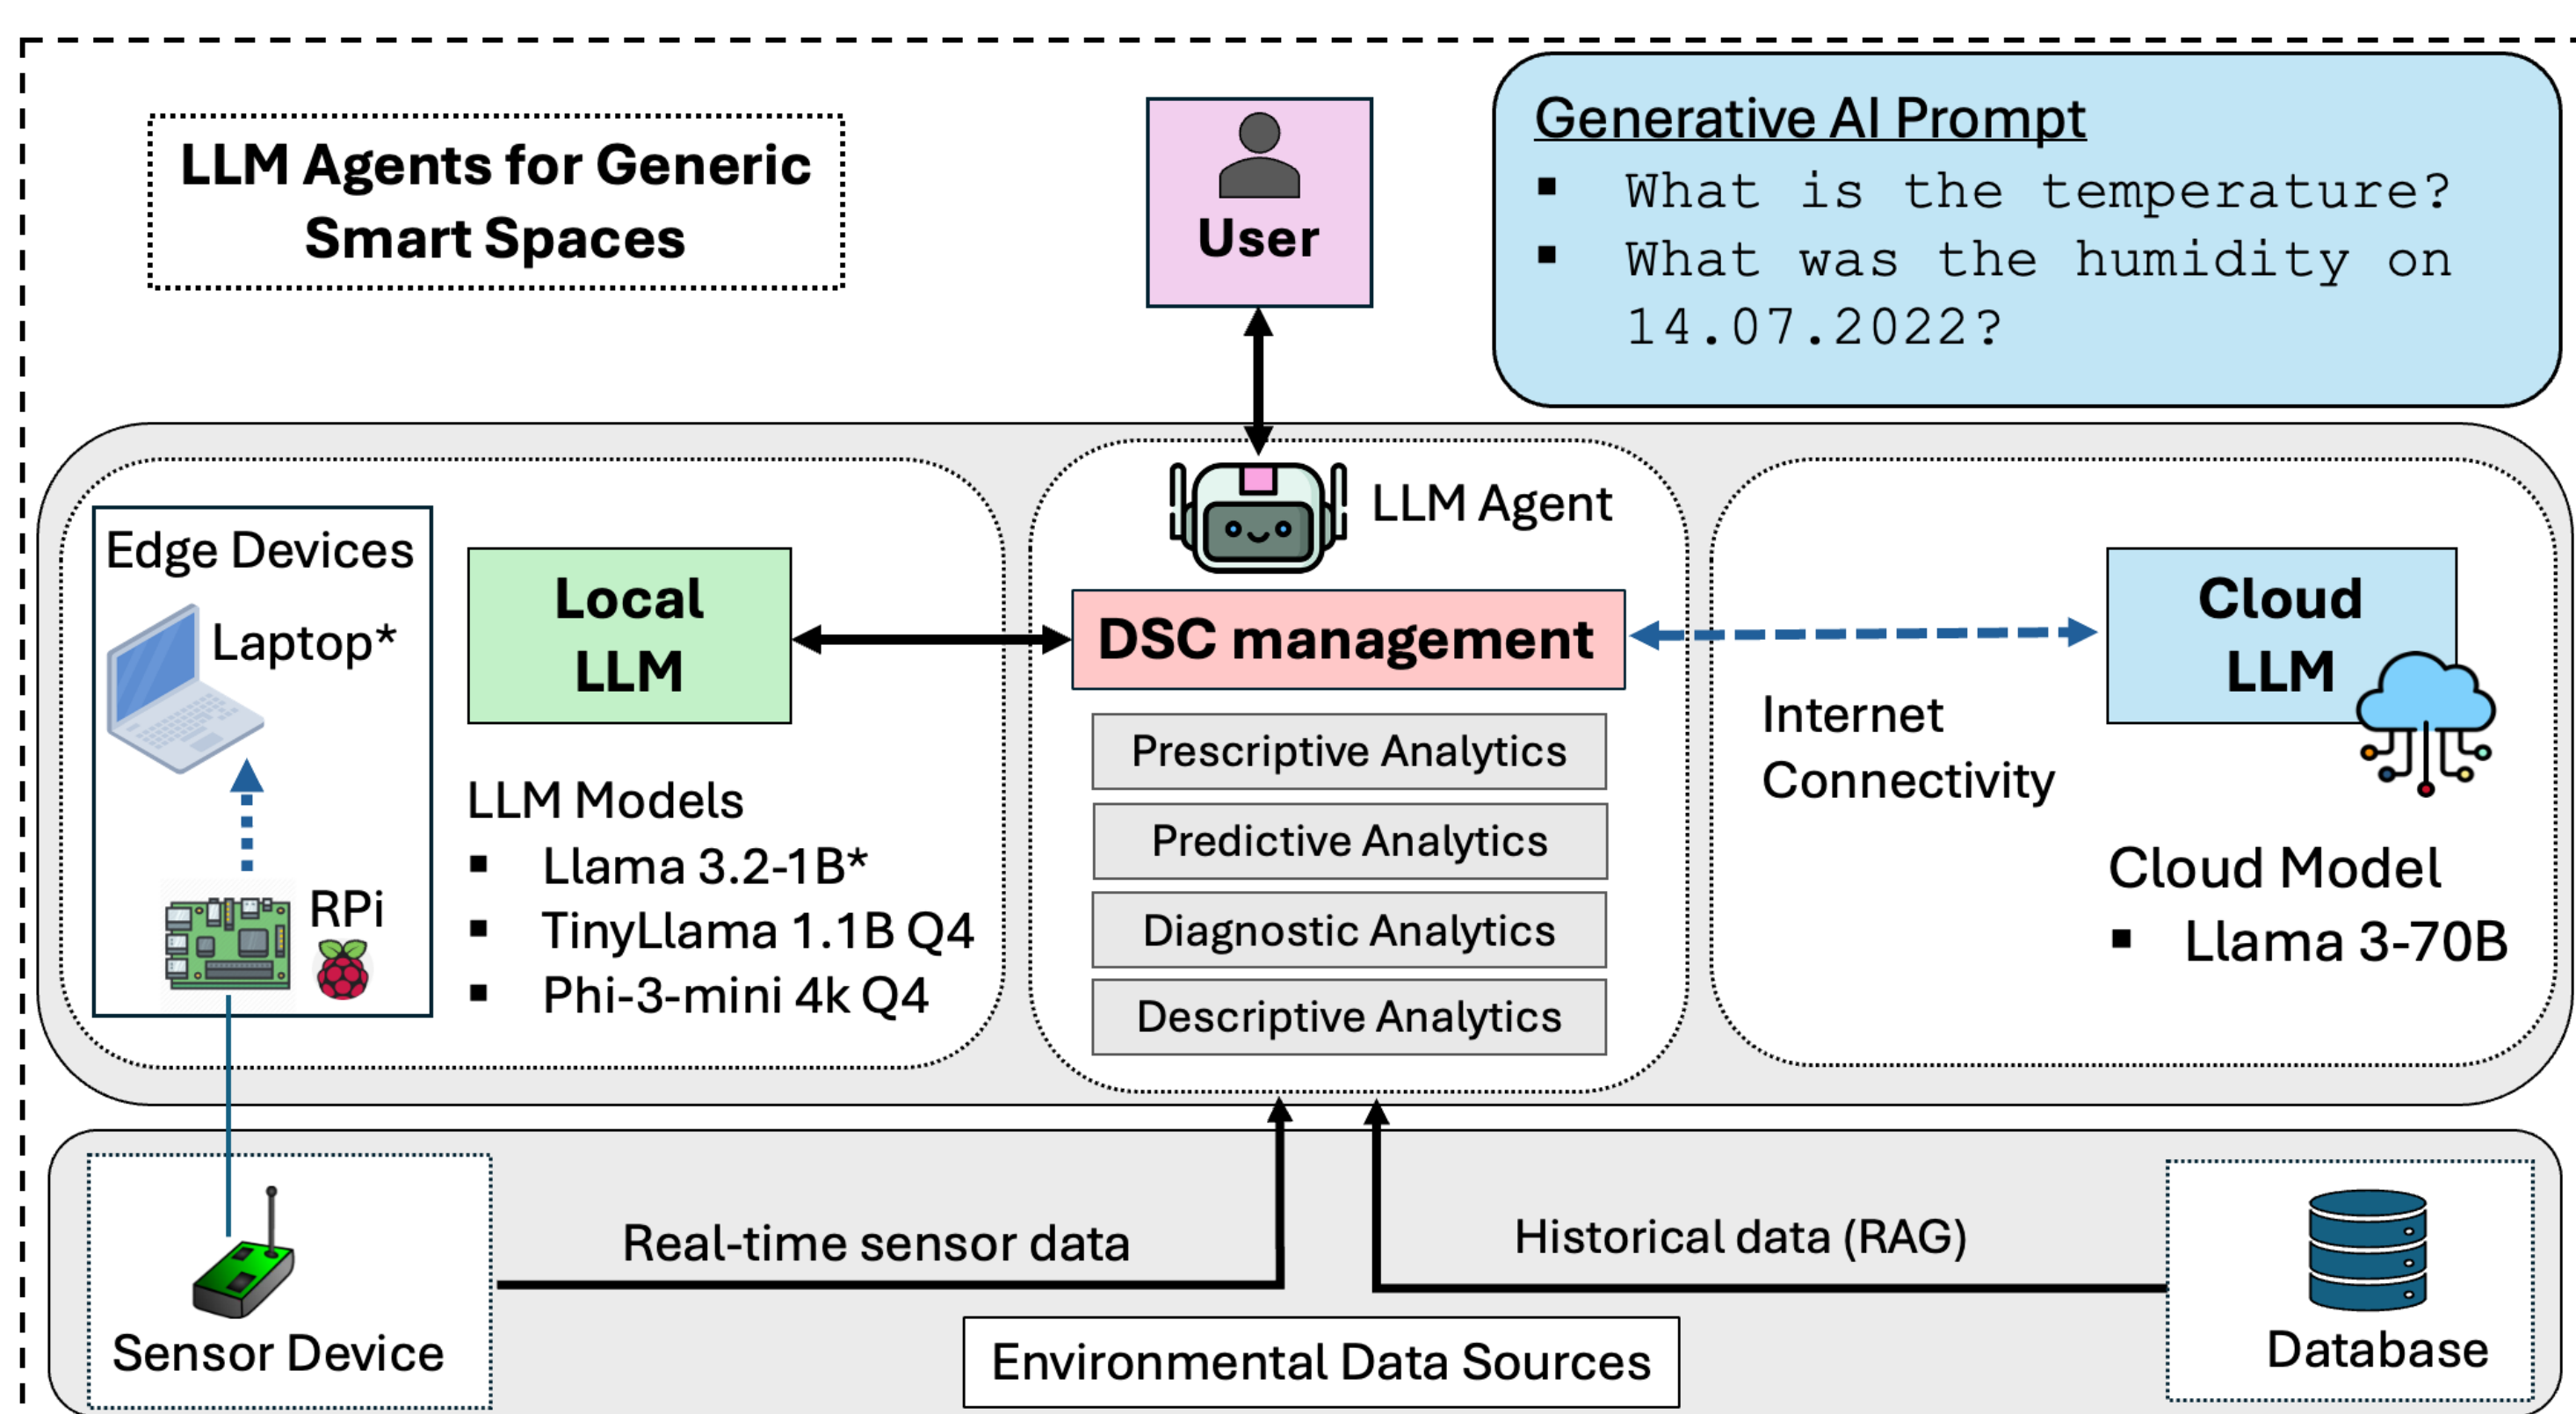 LLM Agents for Generic
Smart Spaces
User
Generative AI Prompt
▪ What is the temperature?
▪ What was the humidity on
14.07.2022?
Edge Devices
Laptop*
RPi
Local
LLM
LLM Models
▪ Llama 3.2-1B*
▪ TinyLlama 1.1B Q4
▪ Phi-3-mini 4k Q4
LLM Agent
DSC management
Prescriptive Analytics
Predictive Analytics
Diagnostic Analytics
Descriptive Analytics
Internet
Connectivity
Cloud
LLM
Cloud Model
▪ Llama 3-70B
Sensor Device
Real-time sensor data
Historical data (RAG)
Environmental Data Sources
Database